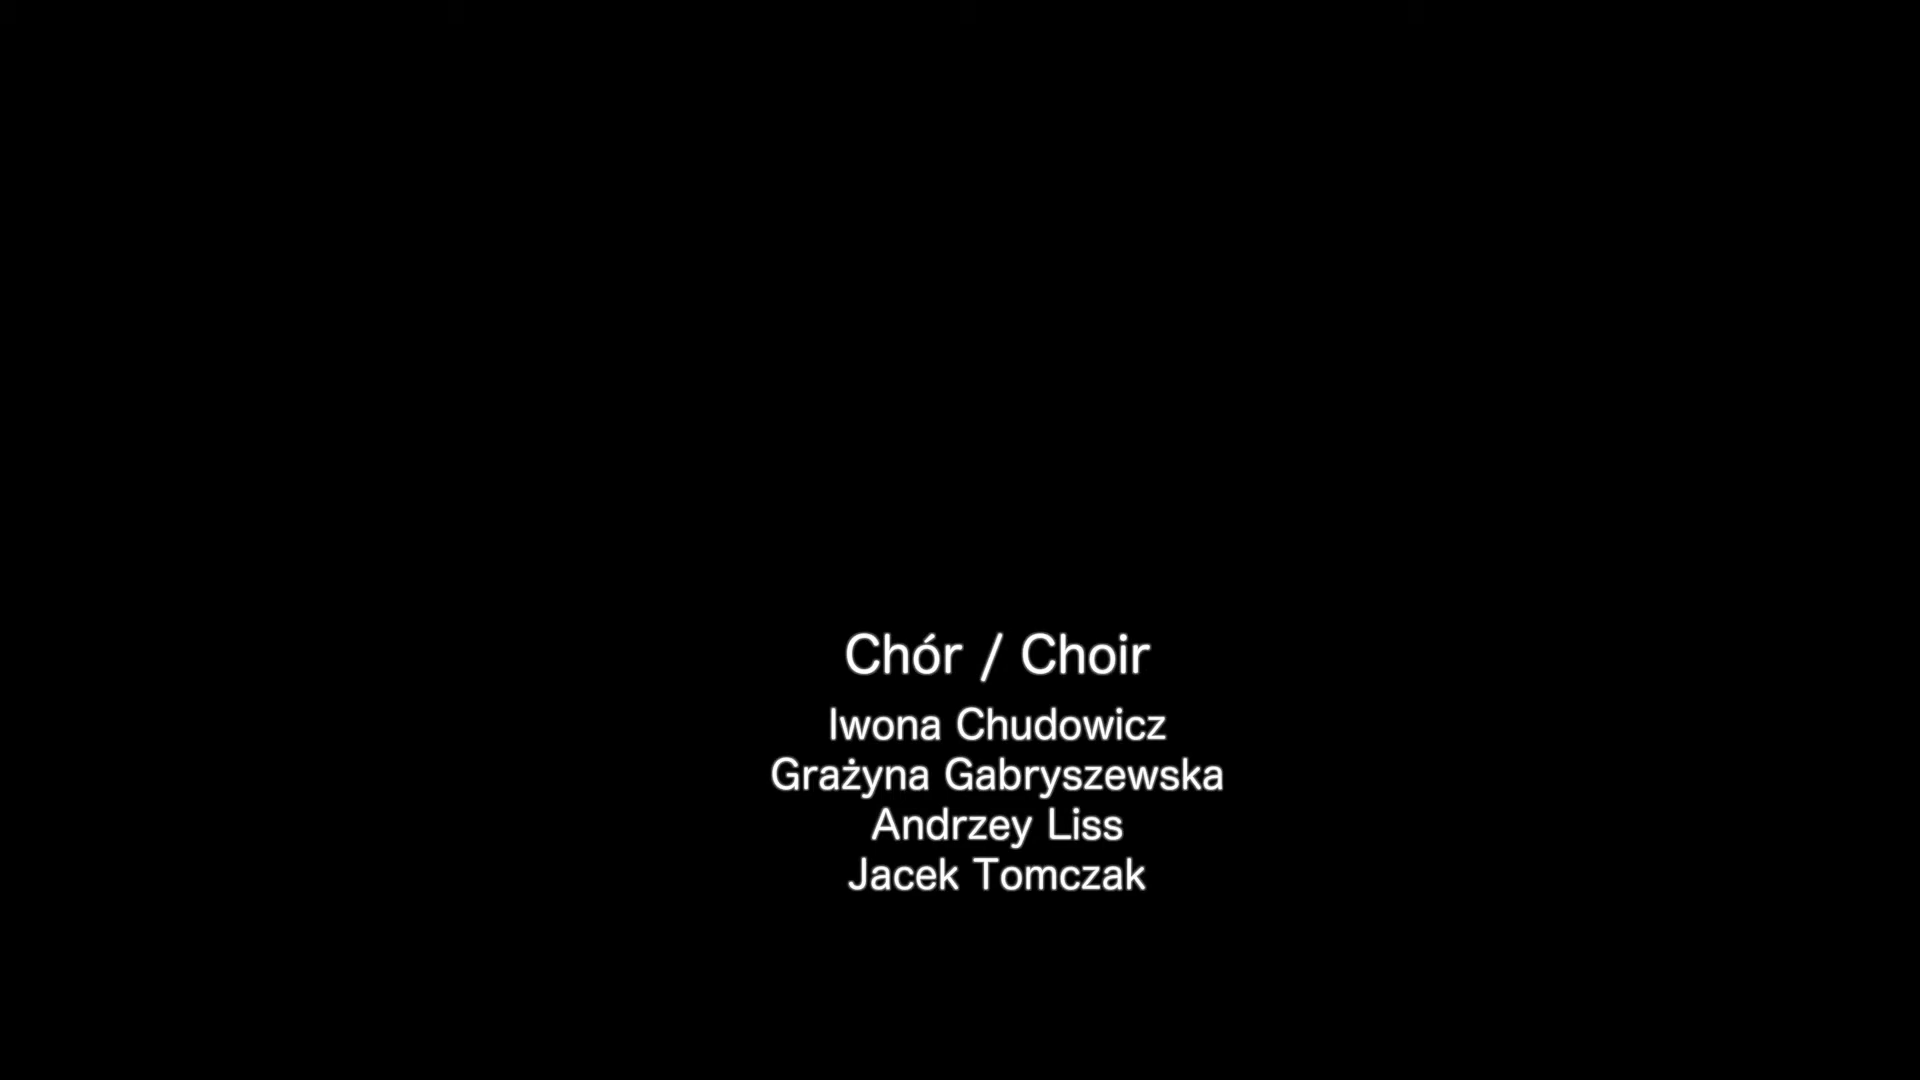 Chór / Choir
Iwona Chudowicz
Grażyna Gabryszewska
Andrzey Liss
Jacek Tomczak